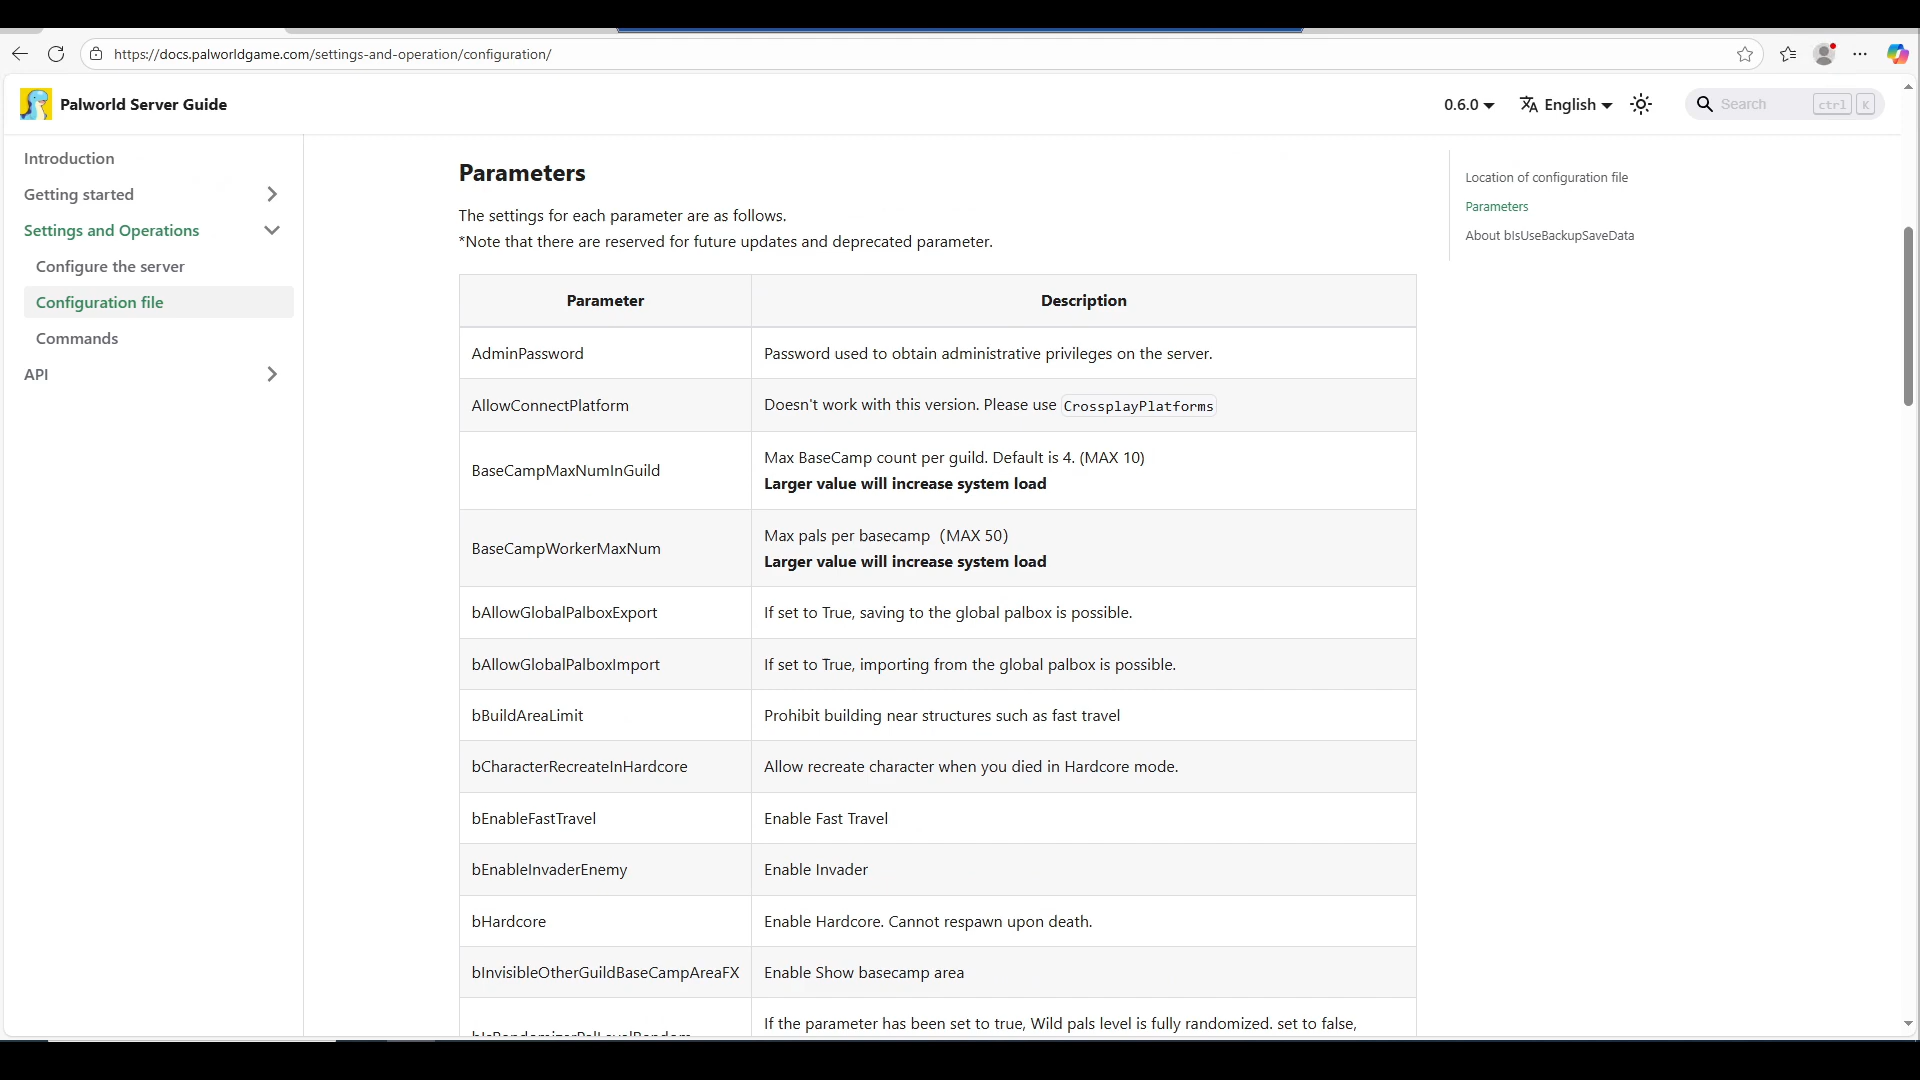 https://docs.palworldgame.com/settings-and-operation/configuration/
Palworld Server Guide
0.6.0
English
Search
ctrl
K
Introduction
Getting started
Settings and Operations
Configure the server
Configuration file
Commands
API
Parameters
The settings for each parameter are as follows.
*Note that there are reserved for future updates and deprecated parameter.
Parameter
Description
AdminPassword
Password used to obtain administrative privileges on the server.
AllowConnectPlatform
Doesn't work with this version. Please use CrossplayPlatforms
BaseCampMaxNumInGuild
Max BaseCamp count per guild. Default is 4. (MAX 10)
Larger value will increase system load
BaseCampWorkerMaxNum
Max pals per basecamp（MAX 50）
Larger value will increase system load
bAllowGlobalPalboxExport
If set to True, saving to the global palbox is possible.
bAllowGlobalPalboxImport
If set to True, importing from the global palbox is possible.
bBuildAreaLimit
Prohibit building near structures such as fast travel
bCharacterRecreateInHardcore
Allow recreate character when you died in Hardcore mode.
bEnableFastTravel
Enable Fast Travel
bEnableInvaderEnemy
Enable Invader
bHardcore
Enable Hardcore. Cannot respawn upon death.
bInvisibleOtherGuildBaseCampAreaFX
Enable Show basecamp area
If the parameter has been set to true, Wild pals level is fully randomized. set to false,
Location of configuration file
Parameters
About bIsUseBackupSaveData